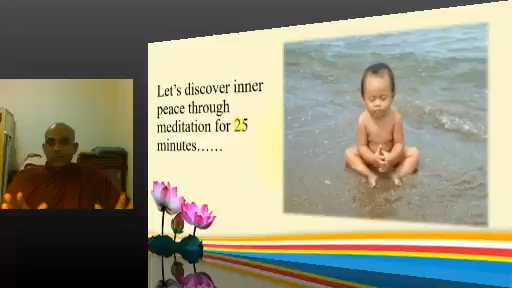 Let's discover inner
peace through
meditation for 25
minutes......